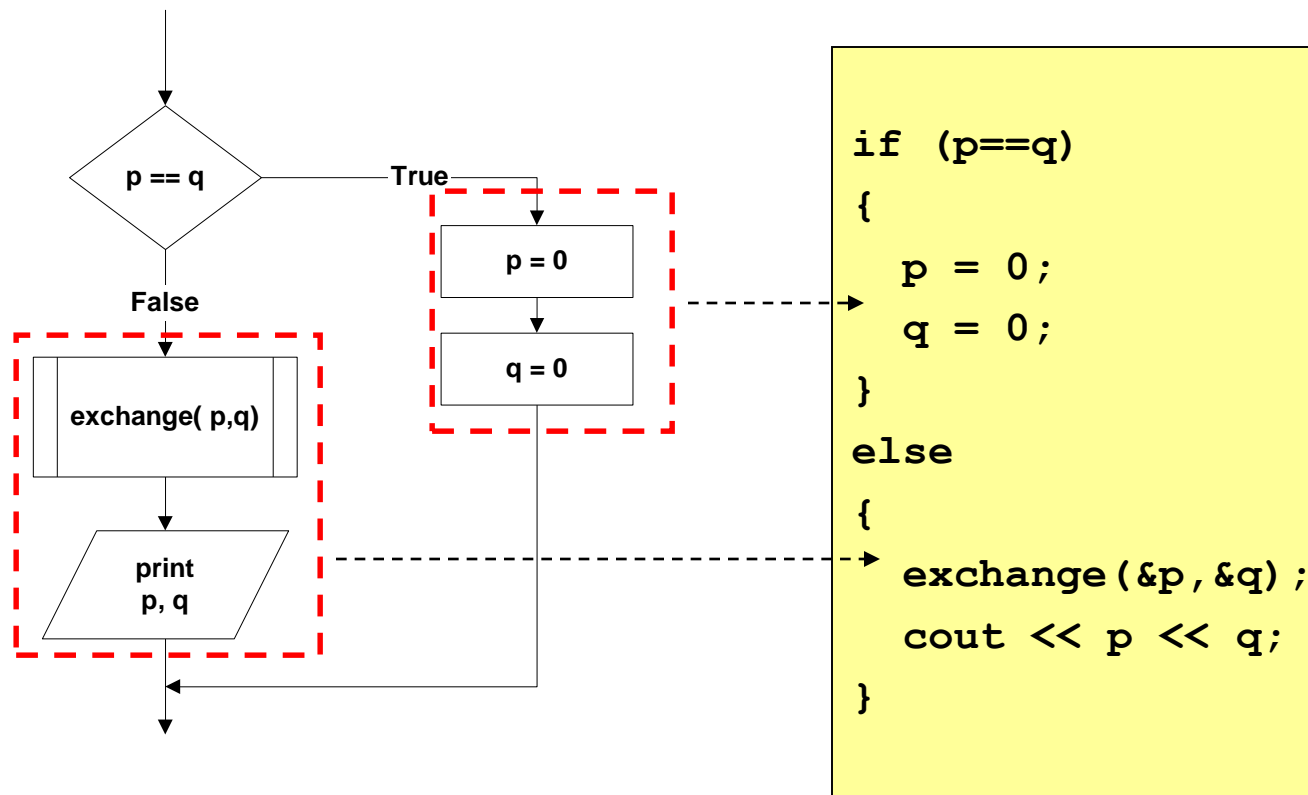 p == q
True
p = 0
q = 0
False
exchange( p,q)
print
p, q
if (p==q)
{
p = 0;
q = 0;
}
else
{
exchange(&p,&q);
cout << p << q;
}